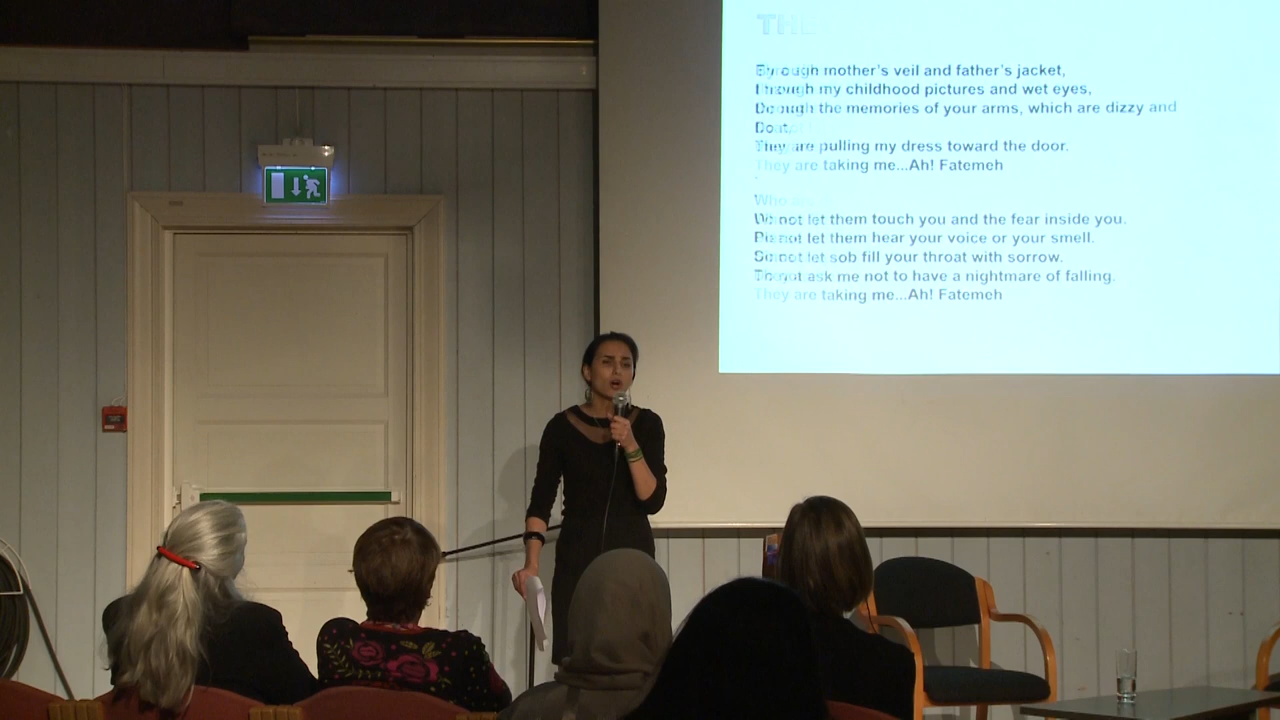 THE
mother's veil and father's jacket,
my childhood pictures and wet eyes,
the memories of your arms, which are dizzy and
They are pulling my dress toward the door.
They are taking me...Ah! Fatemeh
Who
not let them touch you and the fear inside you.
not let them hear your voice or your smell.
not let sob fill your throat with sorrow.
not ask me not to have a nightmare of falling.
They are taking me...Ah! Fatemeh